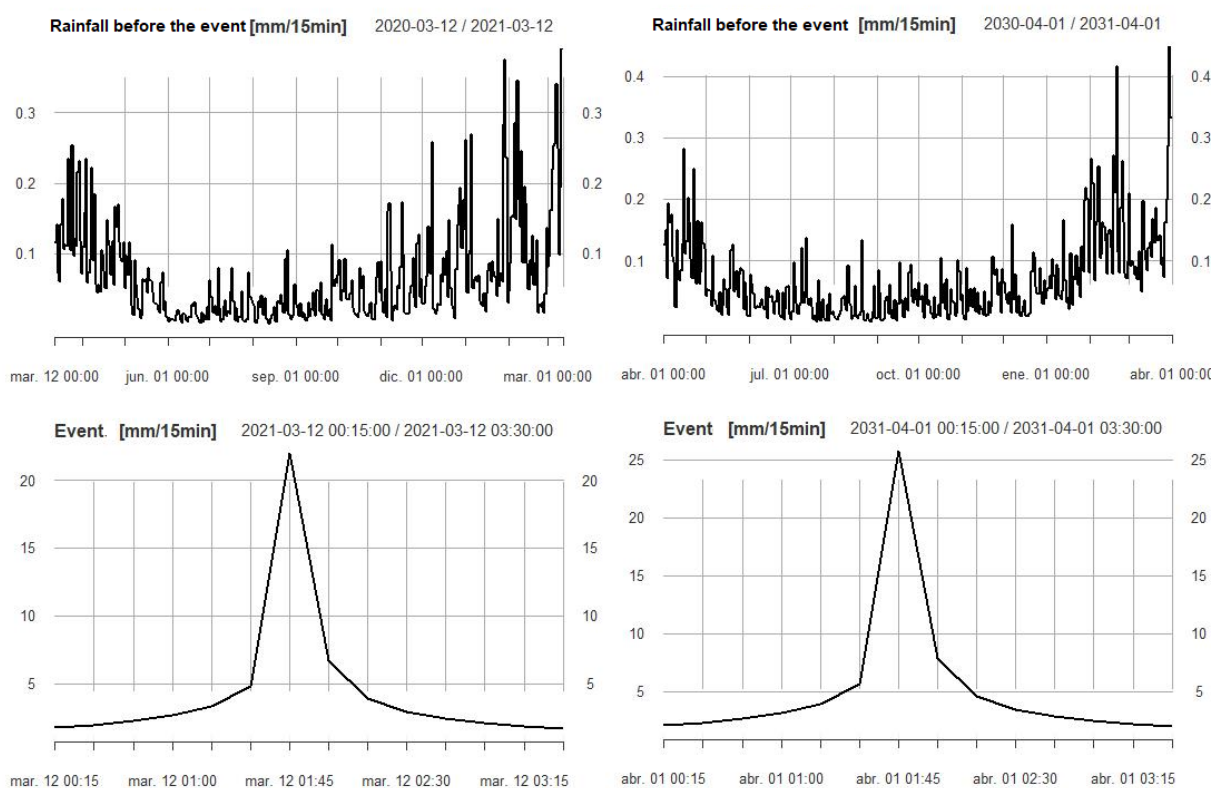 Rainfall before the event [mm/15min] 2020-03-12 / 2021-03-12
0.3 0.3
0.2 0.2
0.1 0.1
mar. 12 00:00 jun. 01 00:00 sep. 01 00:00 dic. 01 00:00 mar. 01 00:00
Rainfall before the event [mm/15min] 2030-04-01 / 2031-04-01
0.4 0.4
0.3 0.3
0.2 0.2
0.1 0.1
abr. 01 00:00 jul. 01 00:00 oct. 01 00:00 ene. 01 00:00 abr. 01 00:00
Event. [mm/15min] 2021-03-12 00:15:00 / 2021-03-12 03:30:00
20 20
15 15
10 10
5 5
mar. 12 00:15 mar. 12 01:00 mar. 12 01:45 mar. 12 02:30 mar. 12 03:15
Event [mm/15min] 2031-04-01 00:15:00 / 2031-04-01 03:30:00
25 25
20 20
15 15
10 10
5 5
abr. 01 00:15 abr. 01 01:00 abr. 01 01:45 abr. 01 02:30 abr. 01 03:15